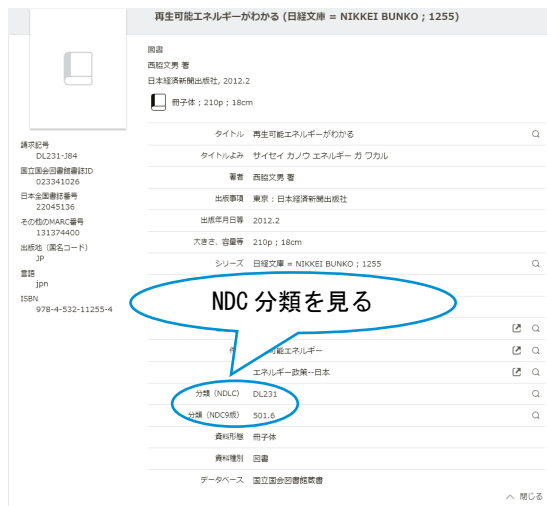 再生可能エネルギーがわかる (日経文庫 = NIKKEI BUNKO ; 1255)
図書
西脇文男 著
日本経済新聞出版社, 2012.2
冊子体 ; 210p ; 18cm
請求記号
DL231-J84
国立国会図書館書誌ID
023341026
日本全国書誌番号
22045136
その他のMARC番号
131374400
出版地（国名コード）
JP
言語
jpn
ISBN
978-4-532-11255-4
タイトル 再生可能エネルギーがわかる
タイトルよみ サイセイ カノウ エネルギー ガ ワカル
著者 西脇文男 著
出版事項 東京 : 日本経済新聞出版社
出版年月日等 2012.2
大きさ、容量等 210p ; 18cm
シリーズ 日経文庫 = NIKKEI BUNKO ; 1255
NDC 分類を見る
可能エネルギー
エネルギー政策--日本
分類（NDLC） DL231
分類（NDC9版） 501.6
資料形態 冊子体
資料種別 図書
データベース 国立国会図書館蔵書
閉じる